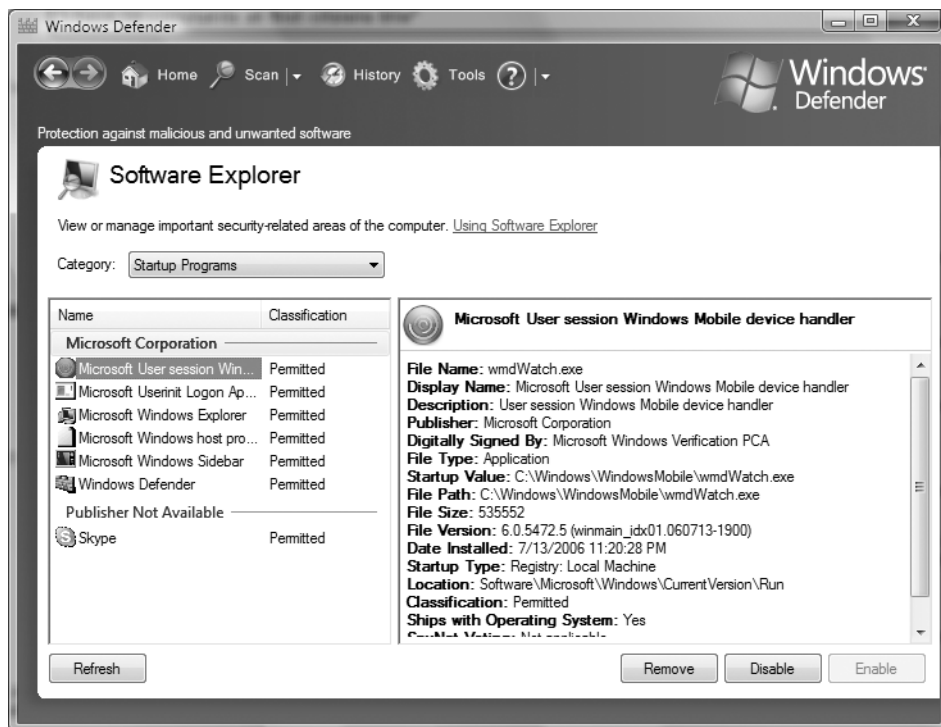 Windows Defender
Home Scan History Tools ?
Windows
Defender
Protection against malicious and unwanted software
Software Explorer
View or manage important security-related areas of the computer. Using Software Explorer
Category: Startup Programs
Name Classification
Microsoft Corporation
Microsoft User session Win... Permitted
Microsoft Userinit Logon Ap... Permitted
Microsoft Windows Explorer Permitted
Microsoft Windows host pro... Permitted
Microsoft Windows Sidebar Permitted
Windows Defender Permitted
Publisher Not Available
Skype Permitted
Microsoft User session Windows Mobile device handler
File Name: wmdWatch.exe
Display Name: Microsoft User session Windows Mobile device handler
Description: User session Windows Mobile device handler
Publisher: Microsoft Corporation
Digitally Signed By: Microsoft Windows Verification PCA
File Type: Application
Startup Value: C:\Windows\WindowsMobile\wmdWatch.exe
File Path: C:\Windows\WindowsMobile\wmdWatch.exe
File Size: 535552
File Version: 6.0.5472.5 (winmain_idx01.060713-1900)
Date Installed: 7/13/2006 11:20:28 PM
Startup Type: Registry: Local Machine
Location: Software\Microsoft\Windows\CurrentVersion\Run
Classification: Permitted
Ships with Operating System: Yes
SpyNet Voting: Not applicable
Refresh Remove Disable Enable